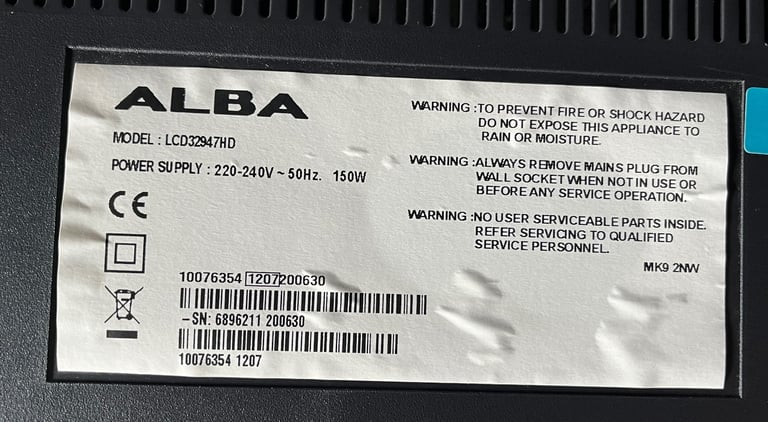 ALBA
MODEL : LCD32947HD
POWER SUPPLY : 220-240V ~ 50Hz. 150W
CE
10076354 1207200630
-SN: 6896211 200630
10076354 1207
WARNING :TO PREVENT FIRE OR SHOCK HAZARD
DO NOT EXPOSE THIS APPLIANCE TO
RAIN OR MOISTURE.
WARNING :ALWAYS REMOVE MAINS PLUG FROM
WALL SOCKET WHEN NOT IN USE OR
BEFORE ANY SERVICE OPERATION.
WARNING :NO USER SERVICEABLE PARTS INSIDE.
REFER SERVICING TO QUALIFIED
SERVICE PERSONNEL.
MK9 2NW